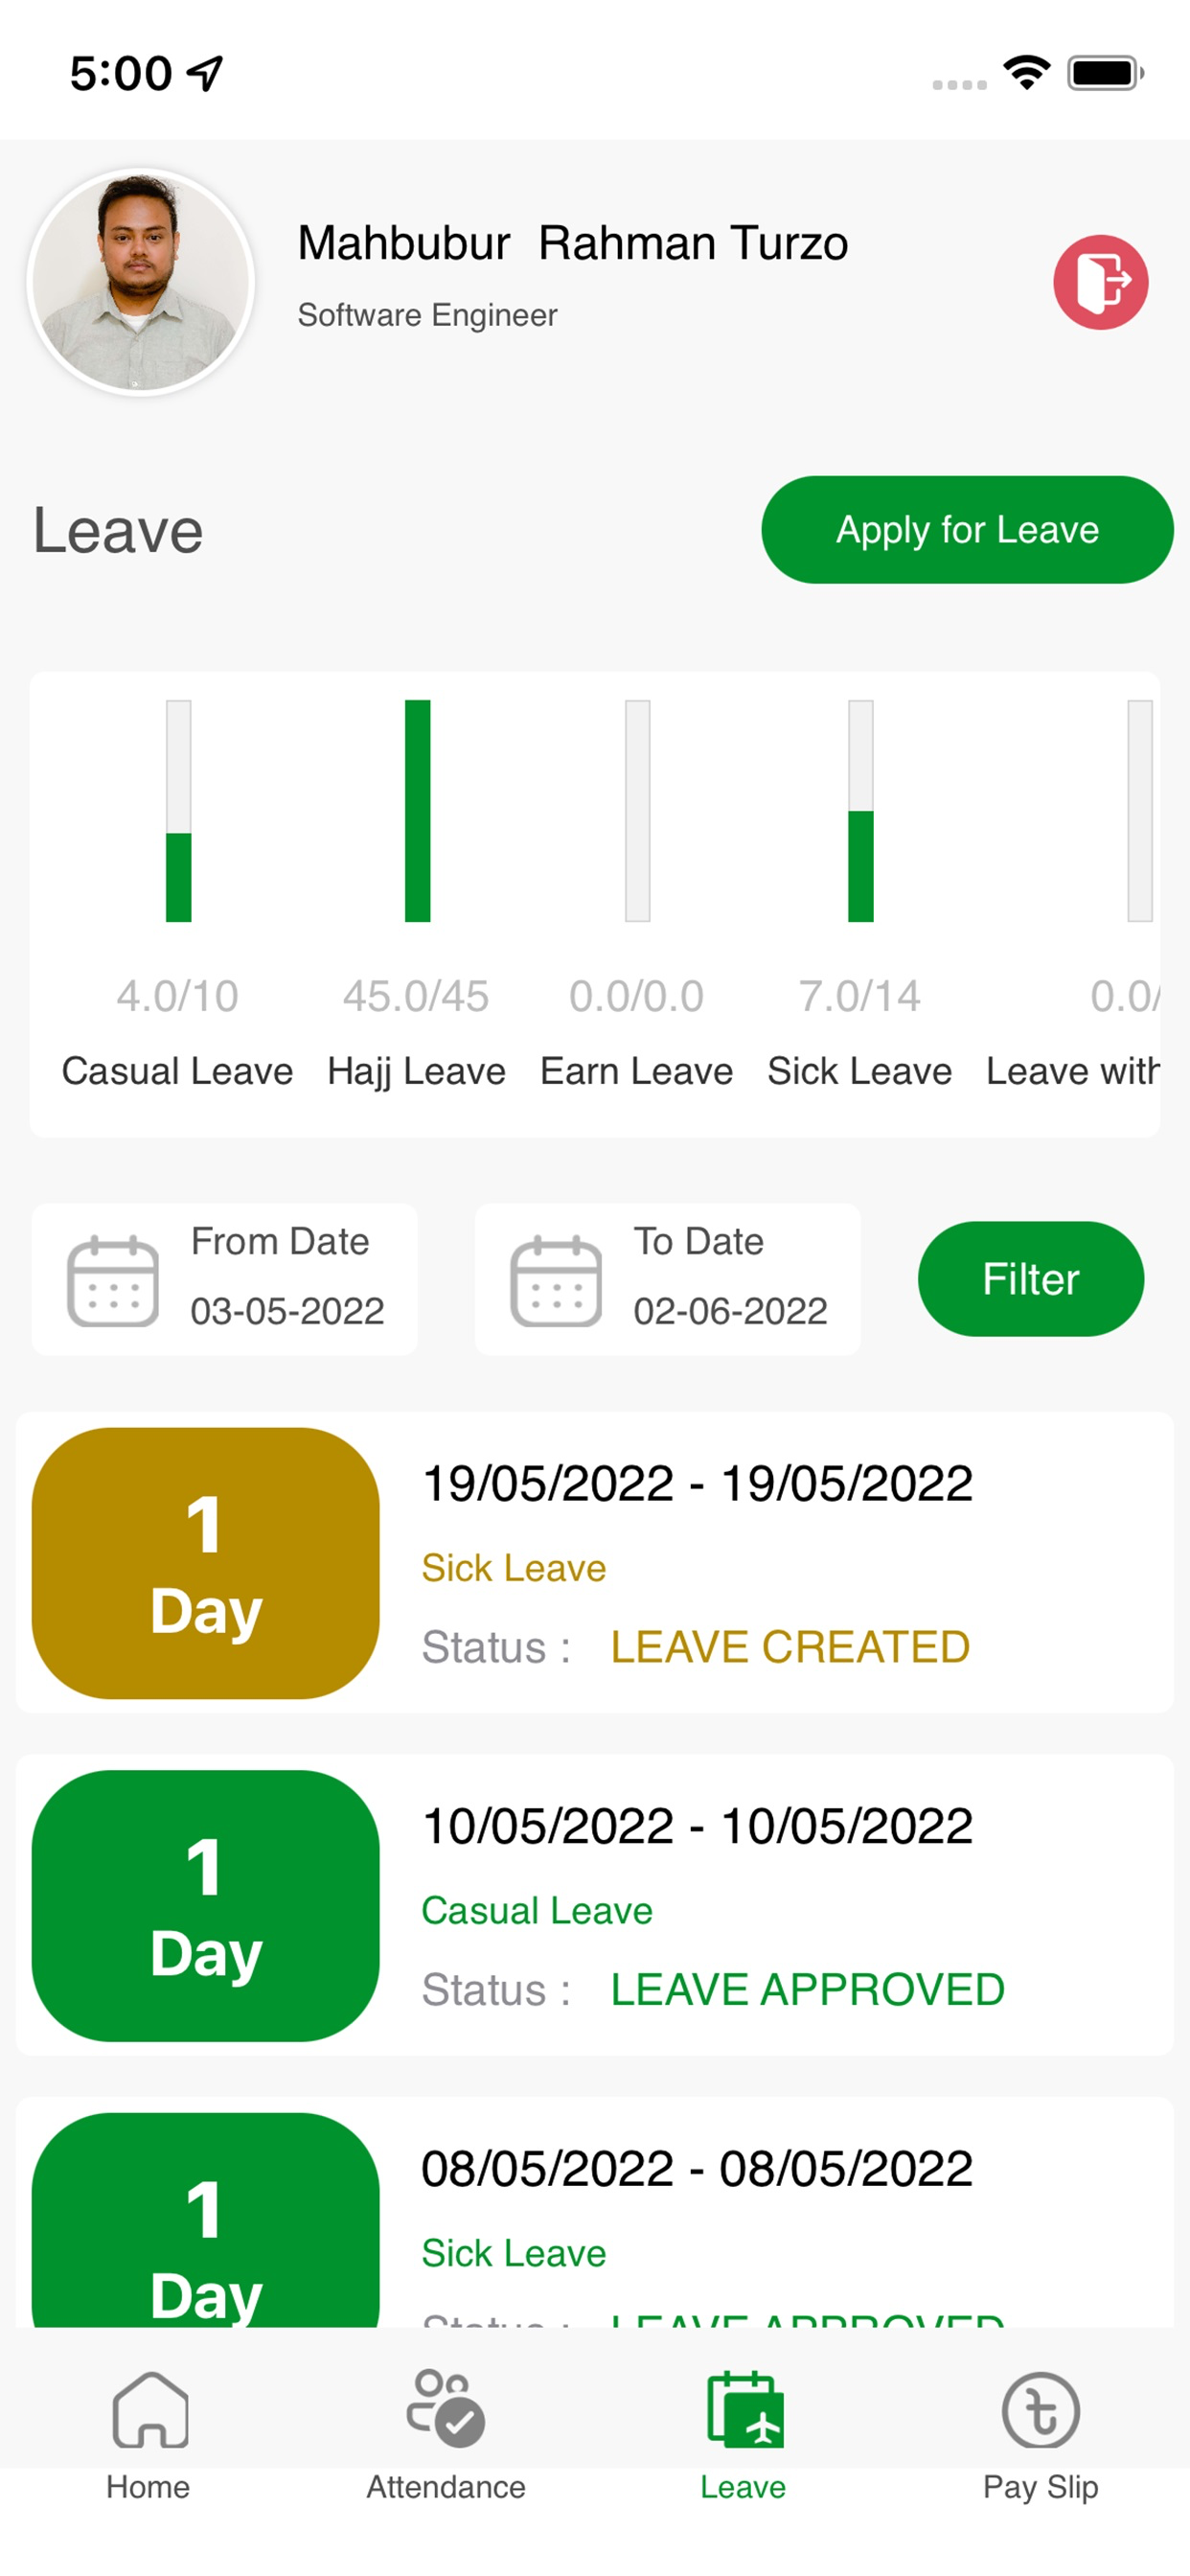 5:00
Mahbubur  Rahman Turzo
Software Engineer
Leave
Apply for Leave
4.0/10 45.0/45 0.0/0.0 7.0/14 0.0/
Casual Leave Hajj Leave Earn Leave Sick Leave Leave with
From Date To Date
03-05-2022 02-06-2022
Filter
1
Day
19/05/2022 - 19/05/2022
Sick Leave
Status : LEAVE CREATED
1
Day
10/05/2022 - 10/05/2022
Casual Leave
Status : LEAVE APPROVED
1
Day
08/05/2022 - 08/05/2022
Sick Leave
Status : LEAVE APPROVED
Home Attendance Leave Pay Slip